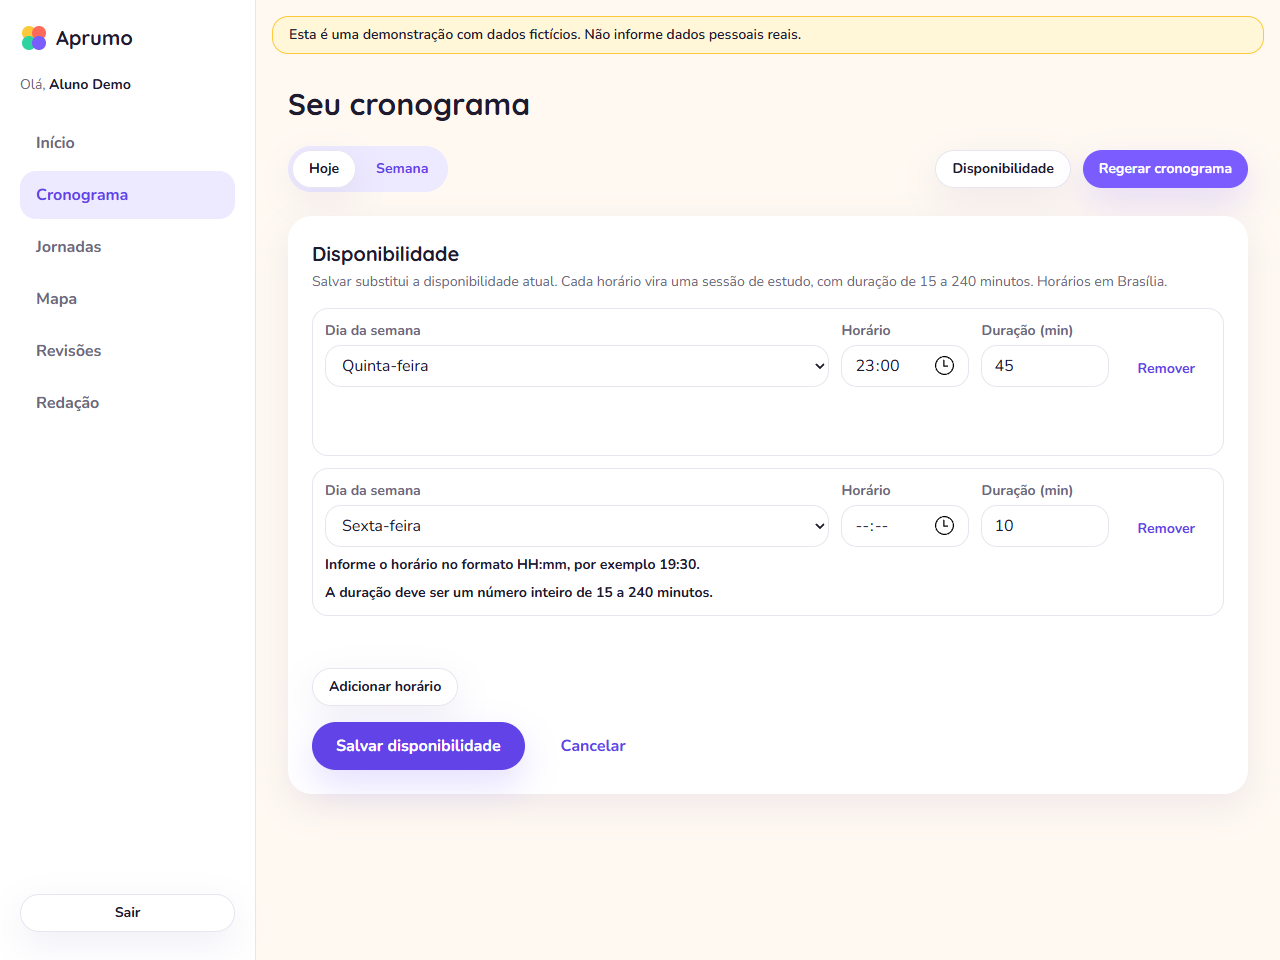 Aprumo
Olá, Aluno Demo
Início
Cronograma
Jornadas
Mapa
Revisões
Redação
Sair
Esta é uma demonstração com dados fictícios. Não informe dados pessoais reais.
Seu cronograma
Hoje
Semana
Disponibilidade
Regerar cronograma
Disponibilidade
Salvar substitui a disponibilidade atual. Cada horário vira uma sessão de estudo, com duração de 15 a 240 minutos. Horários em Brasília.
Dia da semana
Horário
Duração (min)
Quinta-feira
23:00
45
Remover
Dia da semana
Horário
Duração (min)
Sexta-feira
--:--
10
Remover
Informe o horário no formato HH:mm, por exemplo 19:30.
A duração deve ser um número inteiro de 15 a 240 minutos.
Adicionar horário
Salvar disponibilidade
Cancelar